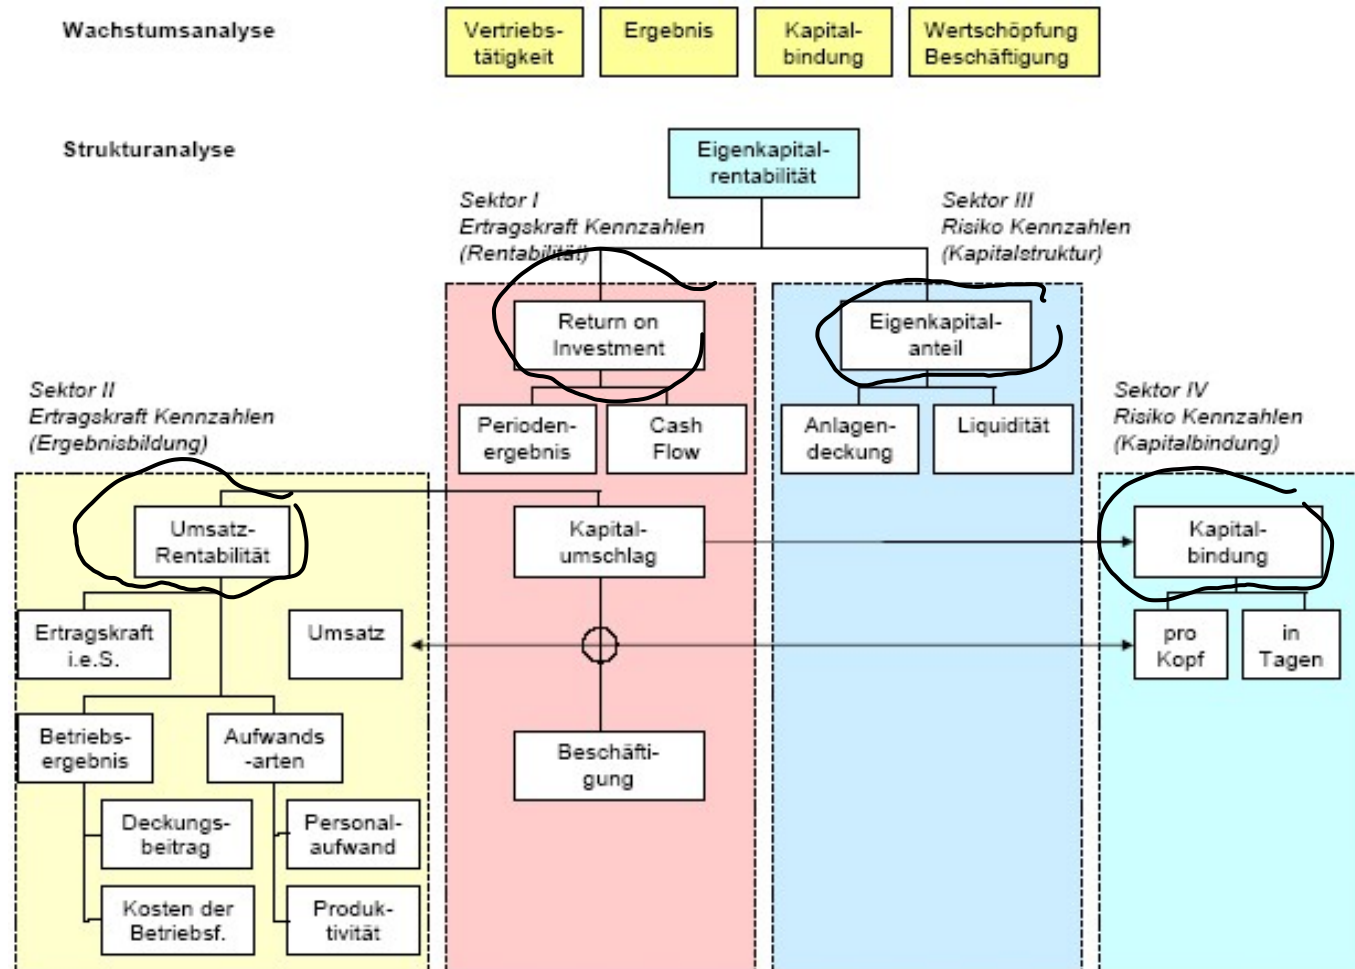 Wachstumsanalyse
Vertriebs-
tätigkeit
Ergebnis
Kapital-
bindung
Wertschöpfung
Beschäftigung
Strukturanalyse
Eigenkapital-
rentabilität
Sektor I
Ertragskraft Kennzahlen
(Rentabilität)
Sektor III
Risiko Kennzahlen
(Kapitalstruktur)
Return on
Investment
Eigenkapital-
anteil
Sektor II
Ertragskraft Kennzahlen
(Ergebnisbildung)
Perioden-
ergebnis
Cash
Flow
Anlagen-
deckung
Liquidität
Sektor IV
Risiko Kennzahlen
(Kapitalbindung)
Umsatz-
Rentabilität
Kapital-
umschlag
Kapital-
bindung
Ertragskraft
i.e.S.
Umsatz
pro
Kopf
in
Tagen
Betriebs-
ergebnis
Aufwands
-arten
Beschäfti-
gung
Deckungs-
beitrag
Personal-
aufwand
Kosten der
Betriebsf.
Produk-
tivität